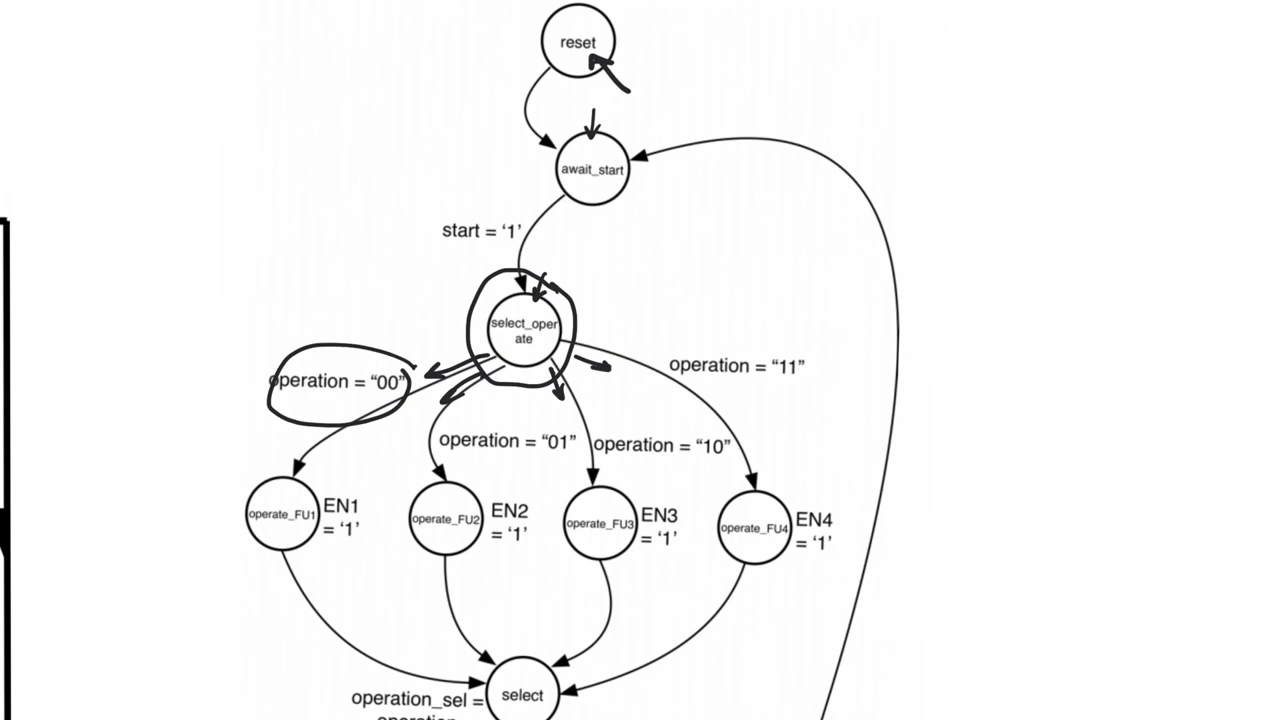 reset
await_start
start = ‘1’
select_oper
ate
operation = “00”
operation = “11”
operation = “01”
operation = “10”
operate_FU1
EN1
= ‘1’
operate_FU2
EN2
= ‘1’
operate_FU3
EN3
= ‘1’
operate_FU4
EN4
= ‘1’
operation_sel =
operation
select